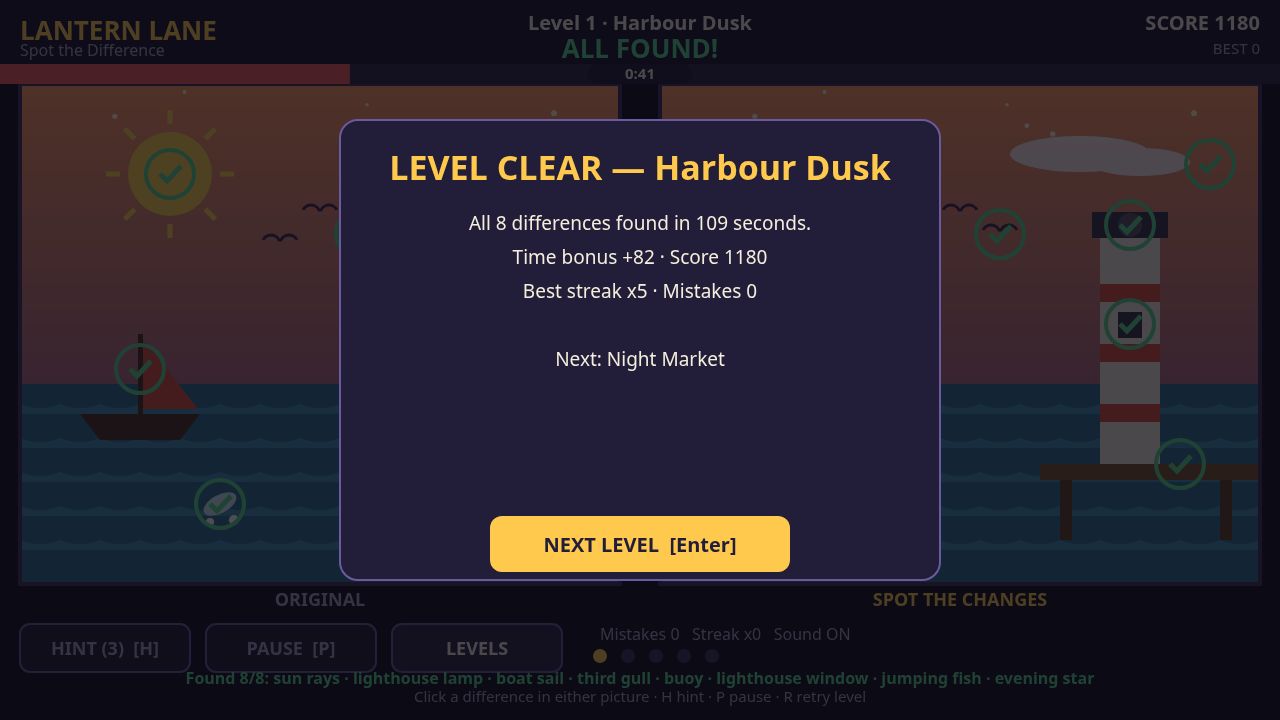 LANTERN LANE
Spot the Difference
Level 1 · Harbour Dusk
ALL FOUND!
SCORE 1180
BEST 0
0:41
LEVEL CLEAR — Harbour Dusk
All 8 differences found in 109 seconds.
Time bonus +82 · Score 1180
Best streak x5 · Mistakes 0
Next: Night Market
NEXT LEVEL [Enter]
ORIGINAL
SPOT THE CHANGES
HINT (3) [H]
PAUSE [P]
LEVELS
Mistakes 0 Streak x0 Sound ON
Found 8/8: sun rays · lighthouse lamp · boat sail · third gull · buoy · lighthouse window · jumping fish · evening star
Click a difference in either picture · H hint · P pause · R retry level